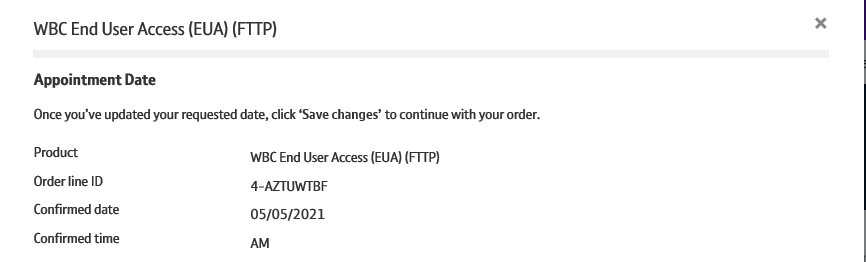 WBC End User Access (EUA) (FTTP)
Appointment Date
Once you've updated your requested date, click 'Save changes' to continue with your order.
Product WBC End User Access (EUA) (FTTP)
Order line ID 4-AZTUWTBF
Confirmed date 05/05/2021
Confirmed time AM